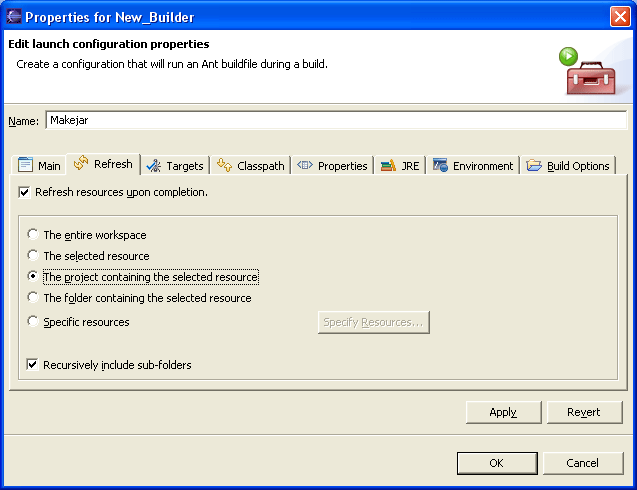 Properties for New_Builder
Edit launch configuration properties
Create a configuration that will run an Ant buildfile during a build.
Name: Makejar
Main Refresh Targets Classpath Properties JRE Environment Build Options
Refresh resources upon completion.
The entire workspace
The selected resource
The project containing the selected resource
The folder containing the selected resource
Specific resources Specify Resources...
Recursively include sub-folders
Apply Revert
OK Cancel